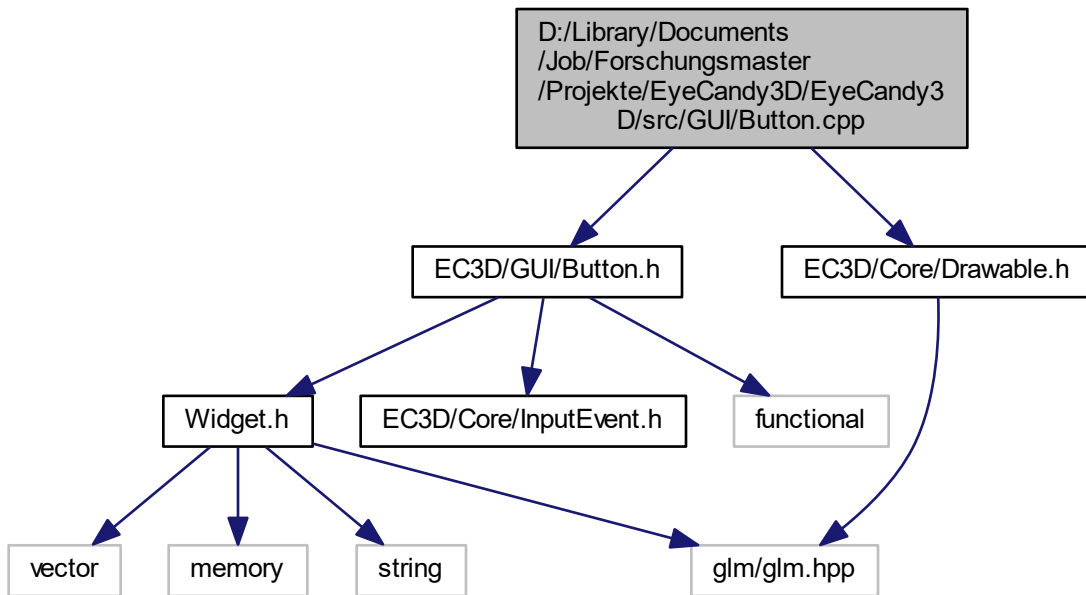 D:/Library/Documents
/Job/Forschungsmaster
/Projekte/EyeCandy3D/EyeCandy3
D/src/GUI/Button.cpp
EC3D/GUI/Button.h
EC3D/Core/Drawable.h
Widget.h
EC3D/Core/InputEvent.h
functional
vector
memory
string
glm/glm.hpp